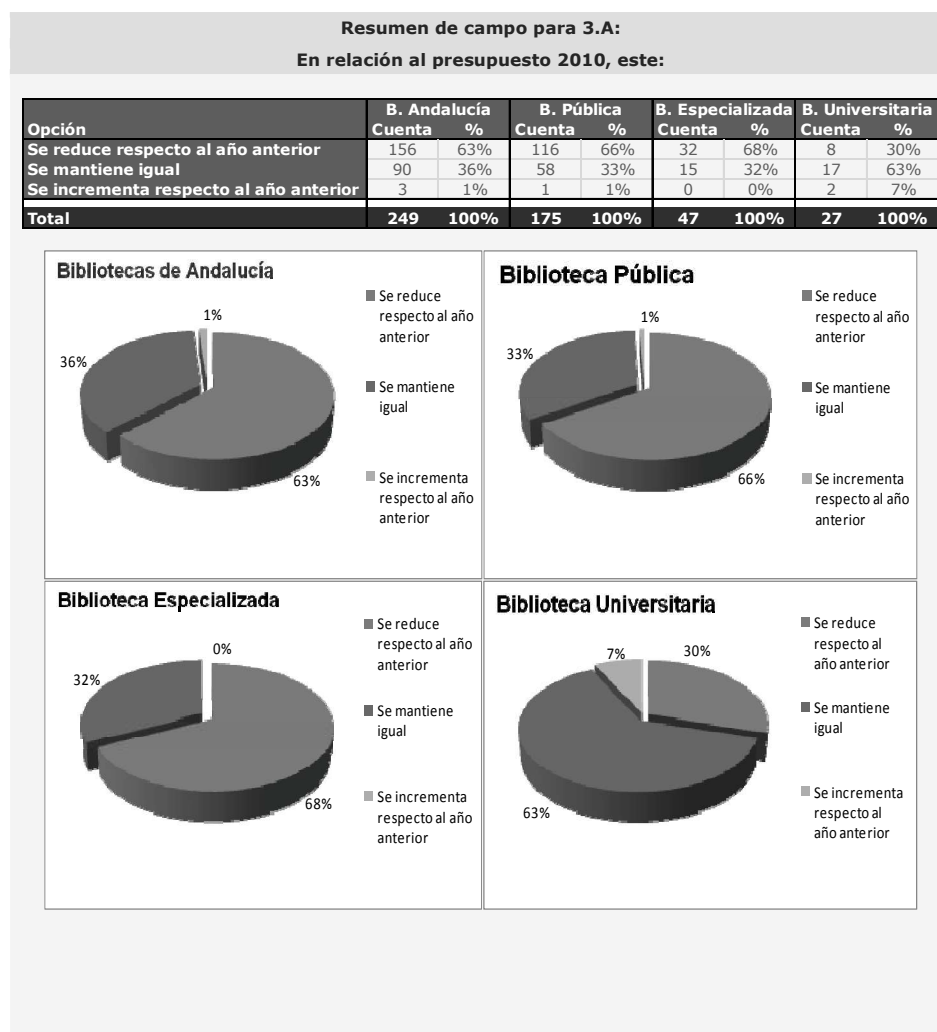 Resumen de campo para 3.A:
En relación al presupuesto 2010, este:
B. Andalucía B. Pública B. Especializada B. Universitaria
Opción Cuenta % Cuenta % Cuenta % Cuenta %
Se reduce respecto al año anterior 156 63% 116 66% 32 68% 8 30%
Se mantiene igual 90 36% 58 33% 15 32% 17 63%
Se incrementa respecto al año anterior 3 1% 1 1% 0 0% 2 7%
Total 249 100% 175 100% 47 100% 27 100%
Bibliotecas de Andalucía
1%
36%
63%
Se reduce
respecto al año
anterior
Se mantiene
igual
Se incrementa
respecto al año
anterior
Biblioteca Pública
1%
33%
66%
Se reduce
respecto al año
anterior
Se mantiene
igual
Se incrementa
respecto al año
anterior
Biblioteca Especializada
0%
32%
68%
Se reduce
respecto al año
anterior
Se mantiene
igual
Se incrementa
respecto al año
anterior
Biblioteca Universitaria
7%
30%
63%
Se reduce
respecto al
año anterior
Se mantiene
igual
Se incrementa
respecto al
año anterior